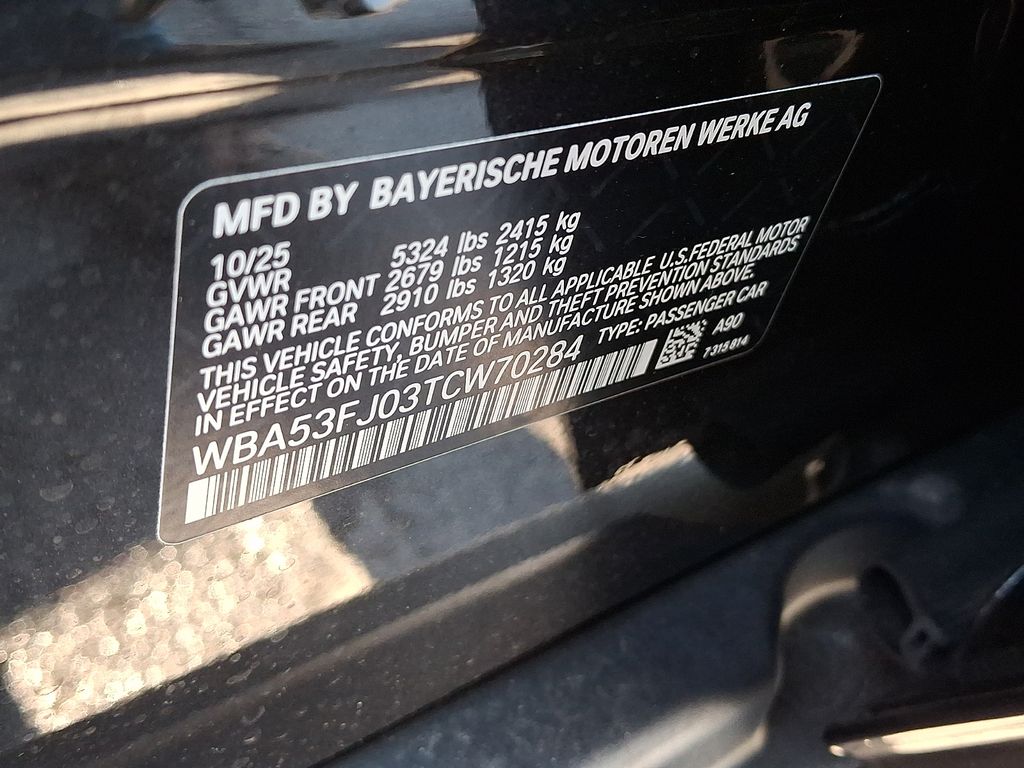 MFD BY BAYERISCHE MOTOREN WERKE AG
10/25
GVWR 5324 lbs 2415 kg
GAWR FRONT 2679 lbs 1215 kg
GAWR REAR 2910 lbs 1320 kg
THIS VEHICLE CONFORMS TO ALL APPLICABLE U.S.FEDERAL MOTOR
VEHICLE SAFETY, BUMPER AND THEFT PREVENTION STANDARDS
IN EFFECT ON THE DATE OF MANUFACTURE SHOWN ABOVE.
WBA53FJ03TCW70284 TYPE: PASSENGER CAR
A90
7315814